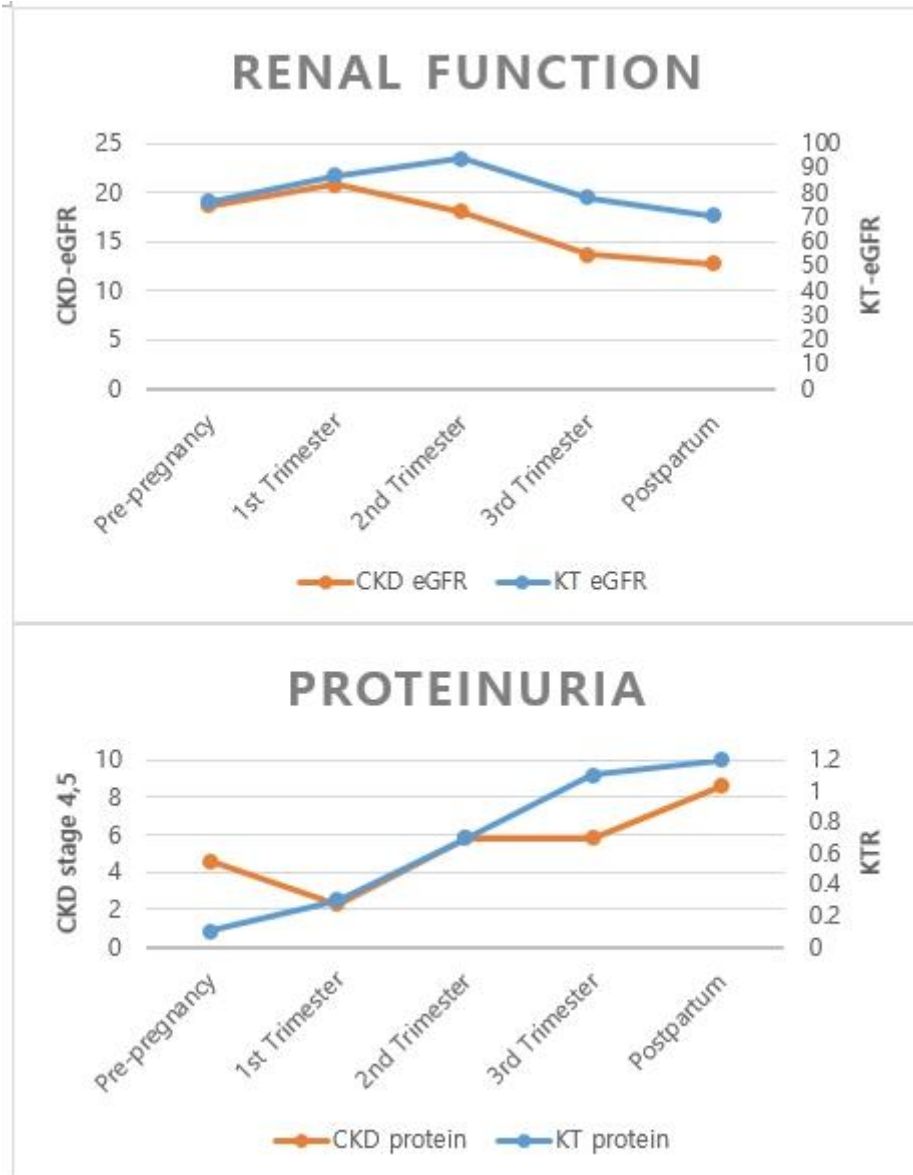 RENAL FUNCTION
25 100
90
20 80
70
15 60
50
10 40
30
5 20
10
0 0
CKD-eGFR
KT-eGFR
Pre-pregnancy
1st Trimester
2nd Trimester
3rd Trimester
Postpartum
CKD eGFR KT eGFR
PROTEINURIA
10 1.2
8 1
0.8
6
0.6
4 0.4
2 0.2
0 0
CKD stage 4,5
KTR
Pre-pregnancy
1st Trimester
2nd Trimester
3rd Trimester
Postpartum
CKD protein KT protein